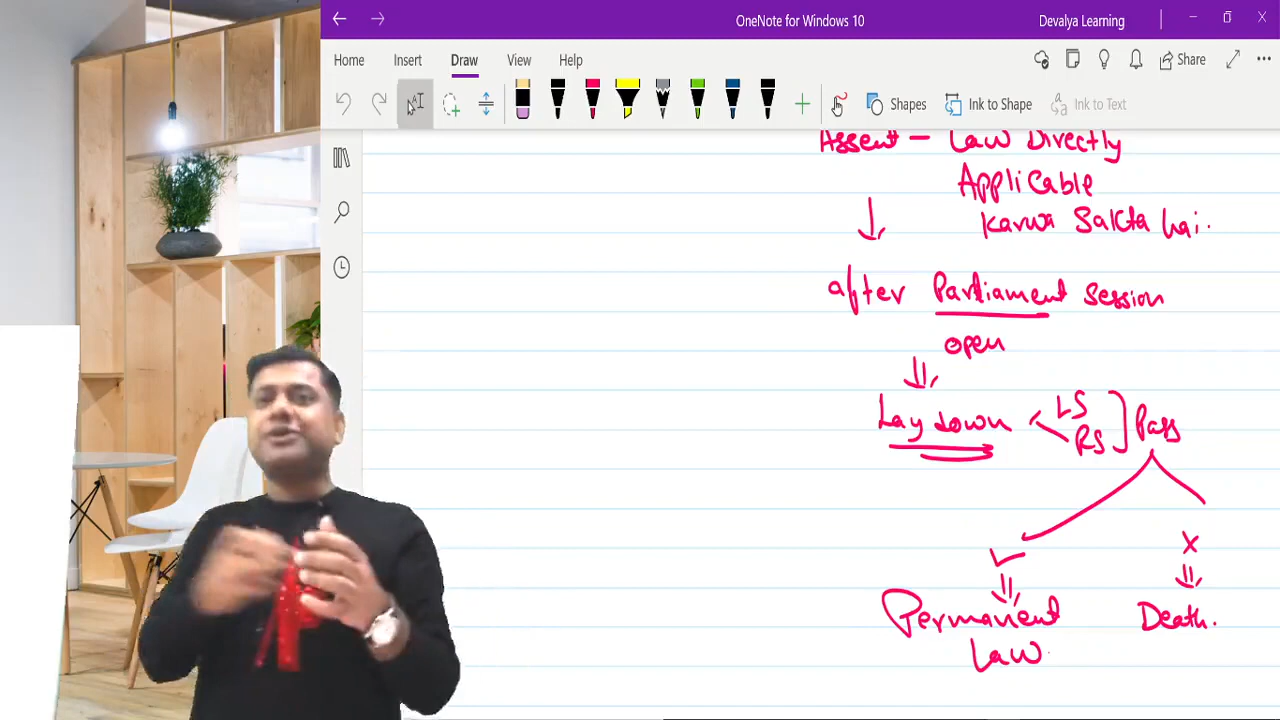 OneNote for Windows 10
Devalya Learning
Home
Insert
Draw
View
Help
Share
Shapes
Ink to Shape
Ink to Text
Assent – Law Directly
Applicable
Karwa Sakta hai.
after Parliament session
open
Lay down
LS
RS
Pass
Permanent
Law
Death.